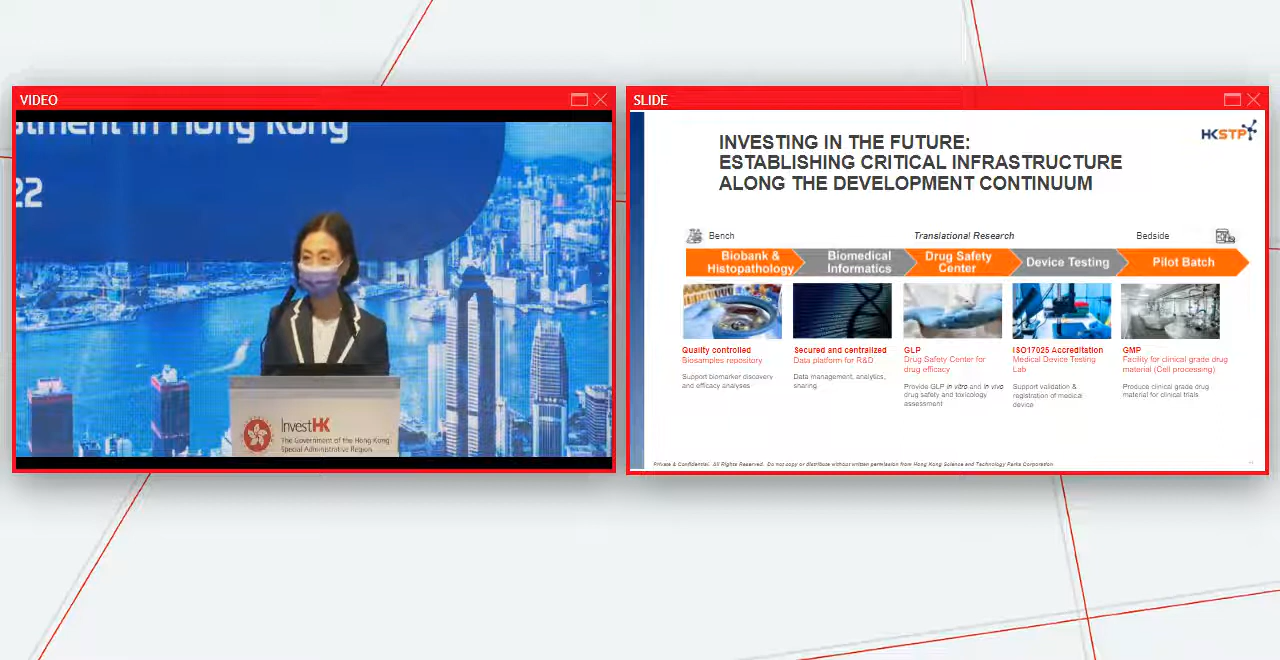 VIDEO
stment in Hong Kong
22
InvestHK
The Government of the Hong Kong
Special Administrative Region
SLIDE
HKSTP
INVESTING IN THE FUTURE:
ESTABLISHING CRITICAL INFRASTRUCTURE
ALONG THE DEVELOPMENT CONTINUUM
Bench
Translational Research
Bedside
Biobank &
Histopathology
Biomedical
Informatics
Drug Safety
Center
Device Testing
Pilot Batch
Quality controlled
Biosamples repository
Support biomarker discovery
and efficacy analyses
Secured and centralized
Data platform for R&D
Data management, analytics,
sharing
GLP
Drug Safety Center for
drug efficacy
Provide GLP in vitro and in vivo
drug safety and toxicology
assessment
ISO17025 Accreditation
Medical Device Testing
Lab
Support validation &
registration of medical
device
GMP
Facility for clinical grade drug
material (Cell processing)
Produce clinical grade drug
material for clinical trials
Private & Confidential. All Rights Reserved. Do not copy or distribute without written permission from Hong Kong Science and Technology Parks Corporation